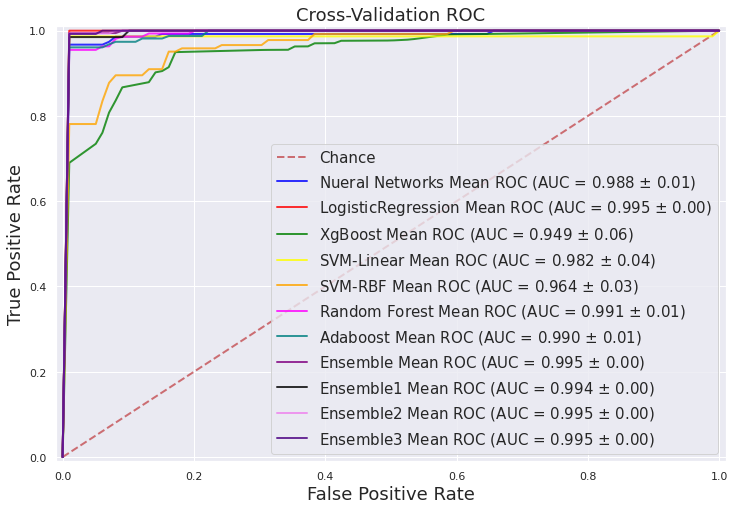 Cross-Validation ROC
True Positive Rate
1.0
0.8
0.6
0.4
0.2
0.0
Chance
Nueral Networks Mean ROC (AUC = 0.988 ± 0.01)
LogisticRegression Mean ROC (AUC = 0.995 ± 0.00)
XgBoost Mean ROC (AUC = 0.949 ± 0.06)
SVM-Linear Mean ROC (AUC = 0.982 ± 0.04)
SVM-RBF Mean ROC (AUC = 0.964 ± 0.03)
Random Forest Mean ROC (AUC = 0.991 ± 0.01)
Adaboost Mean ROC (AUC = 0.990 ± 0.01)
Ensemble Mean ROC (AUC = 0.995 ± 0.00)
Ensemble1 Mean ROC (AUC = 0.994 ± 0.00)
Ensemble2 Mean ROC (AUC = 0.995 ± 0.00)
Ensemble3 Mean ROC (AUC = 0.995 ± 0.00)
0.0 0.2 0.4 0.6 0.8 1.0
False Positive Rate